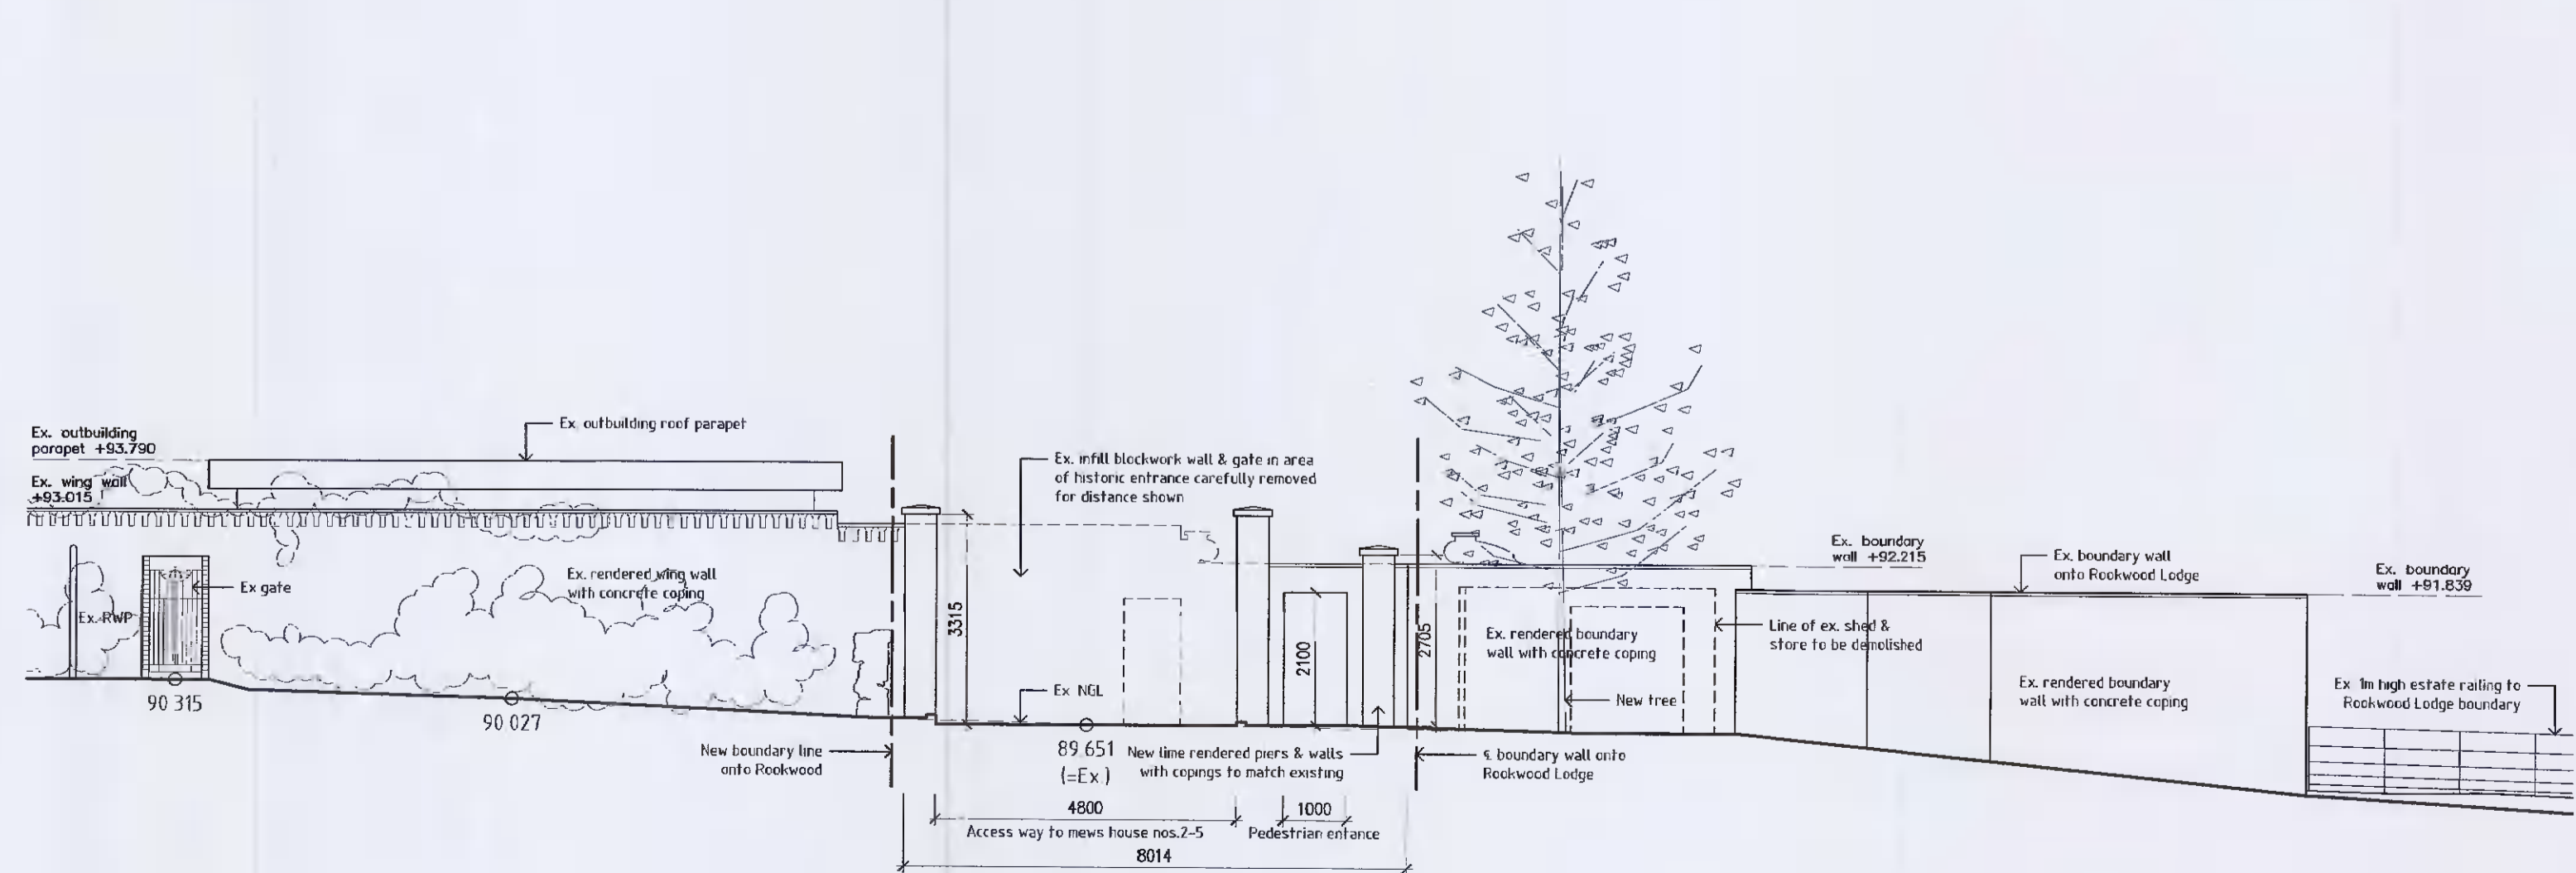 Ex. outbuilding
parapet +93.790
Ex outbuilding roof parapet
Ex. wing wall
+93.015
Ex. infill blockwork wall & gate in area
of historic entrance carefully removed
for distance shown
Ex. boundary
wall +92.215
Ex. boundary wall
onto Rookwood Lodge
Ex. boundary
wall +91.839
Ex gate
Ex. RWP
Ex. rendered wing wall
with concrete coping
3315
2100
2705
Ex. rendered boundary
wall with concrete coping
Line of ex. shed &
store to be demolished
New tree
Ex NGL
Ex. rendered boundary
wall with concrete coping
Ex 1m high estate railing to
Rookwood Lodge boundary
90 315
90 027
New boundary line
onto Rookwood
89 651
(=Ex.)
New lime rendered piers & walls
with copings to match existing
℄ boundary wall onto
Rookwood Lodge
4800
1000
Access way to mews house nos.2-5
Pedestrian entance
8014